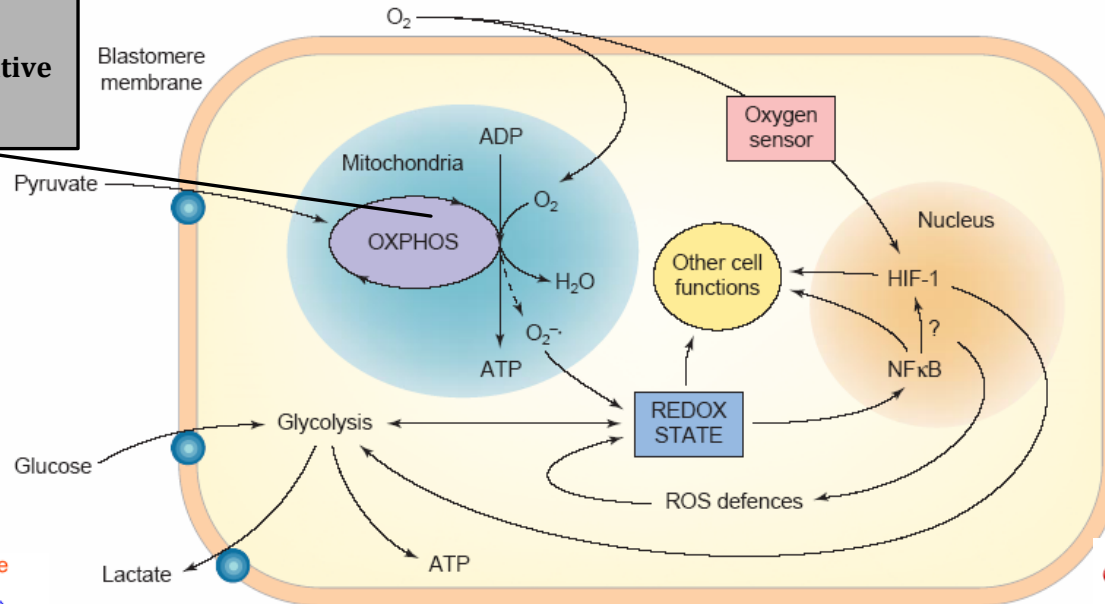 tive
O₂
Blastomere
membrane
Oxygen
sensor
ADP
Mitochondria
Pyruvate
O₂
Nucleus
OXPHOS
Other cell
functions
HIF-1
H₂O
?
O₂⁻·
ATP
NFκB
REDOX
STATE
Glycolysis
Glucose
ROS defences
ATP
Lactate
e